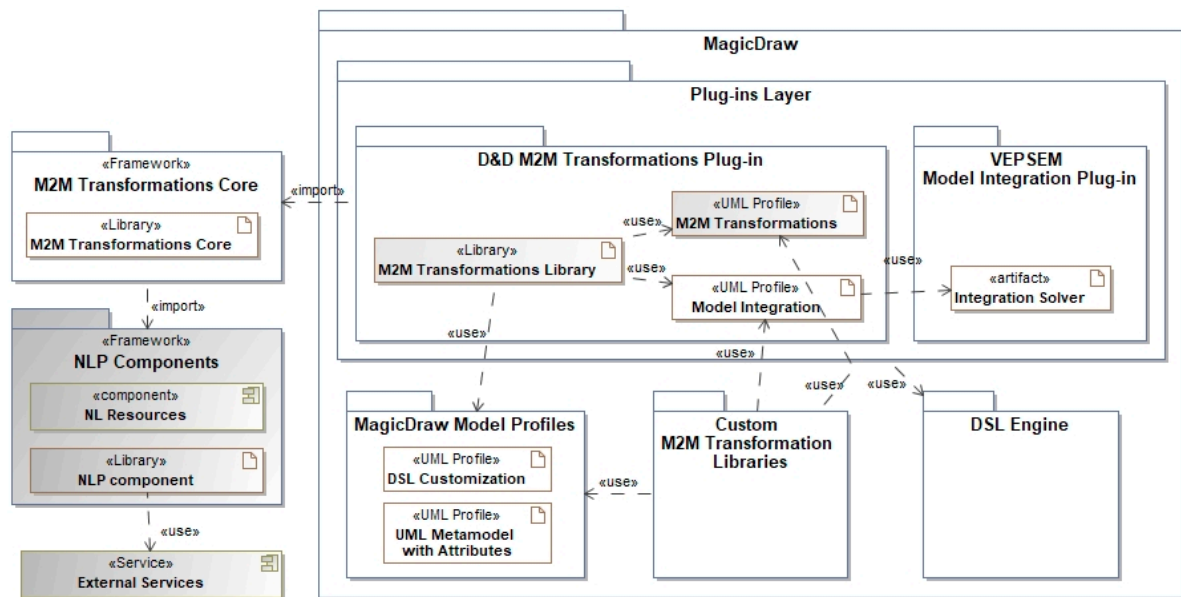 MagicDraw
Plug-ins Layer
«Framework»
M2M Transformations Core
«Library»
M2M Transformations Core
«import»
D&D M2M Transformations Plug-in
«Library»
M2M Transformations Library
«use»
«use»
«UML Profile»
M2M Transformations
«UML Profile»
Model Integration
«use»
VEPSEM
Model Integration Plug-in
«artifact»
Integration Solver
«import»
«Framework»
NLP Components
«component»
NL Resources
«Library»
NLP component
«use»
«Service»
External Services
«use»
«use»
«use»
«use»
MagicDraw Model Profiles
«UML Profile»
DSL Customization
«UML Profile»
UML Metamodel
with Attributes
«use»
Custom
M2M Transformation
Libraries
DSL Engine